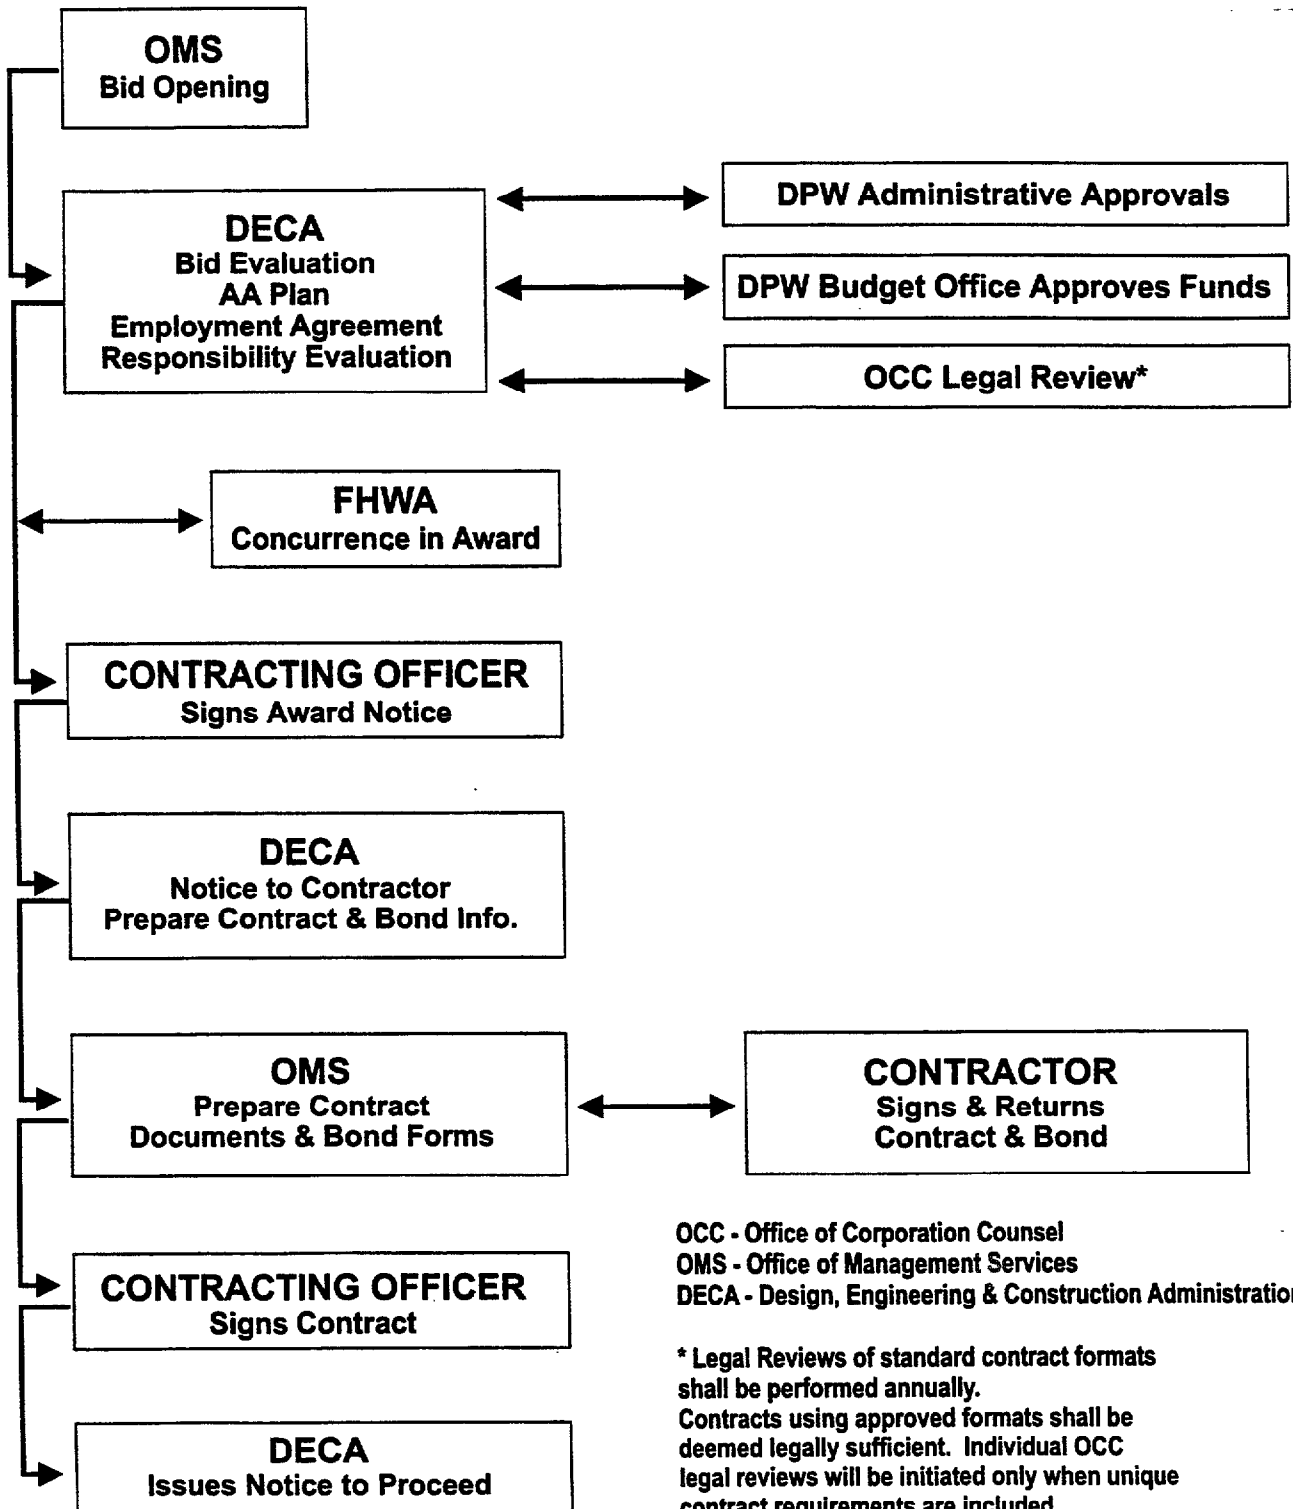 OMS
Bid Opening
DECA
Bid Evaluation
AA Plan
Employment Agreement
Responsibility Evaluation
DPW Administrative Approvals
DPW Budget Office Approves Funds
OCC Legal Review*
FHWA
Concurrence in Award
CONTRACTING OFFICER
Signs Award Notice
DECA
Notice to Contractor
Prepare Contract & Bond Info.
OMS
Prepare Contract
Documents & Bond Forms
CONTRACTOR
Signs & Returns
Contract & Bond
CONTRACTING OFFICER
Signs Contract
DECA
Issues Notice to Proceed
OCC - Office of Corporation Counsel
OMS - Office of Management Services
DECA - Design, Engineering & Construction Administration
* Legal Reviews of standard contract formats
shall be performed annually.
Contracts using approved formats shall be
deemed legally sufficient. Individual OCC
legal reviews will be initiated only when unique
contract requirements are included